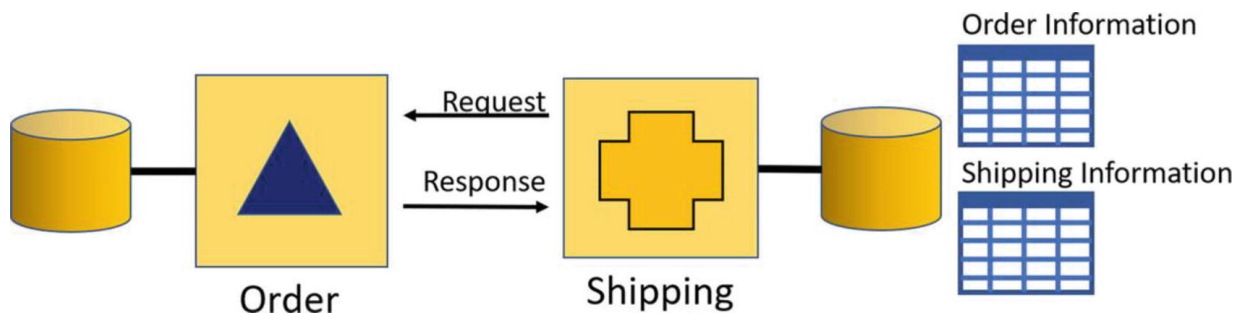 Order Information
Request
Response
Shipping Information
Order
Shipping